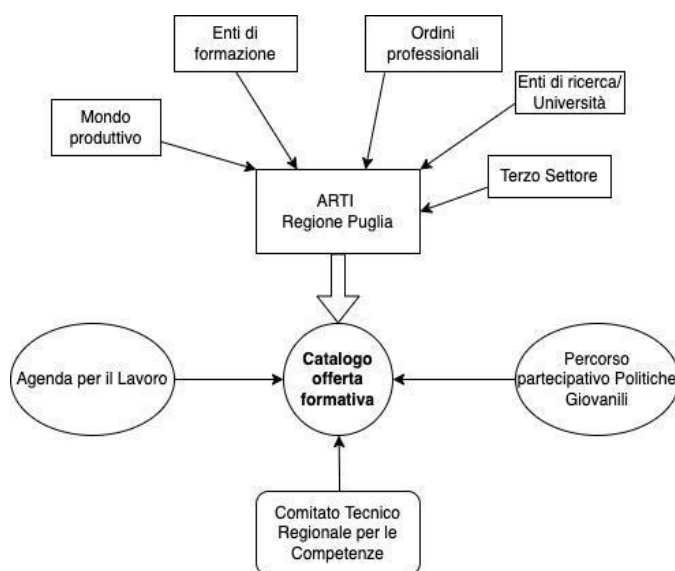 Enti di
formazione
Ordini
professionali
Enti di ricerca/
Università
Mondo
produttivo
Terzo Settore
ARTI
Regione Puglia
Agenda per il Lavoro
Catalogo
offerta
formativa
Percorso
partecipativo Politiche
Giovanili
Comitato Tecnico
Regionale per le
Competenze